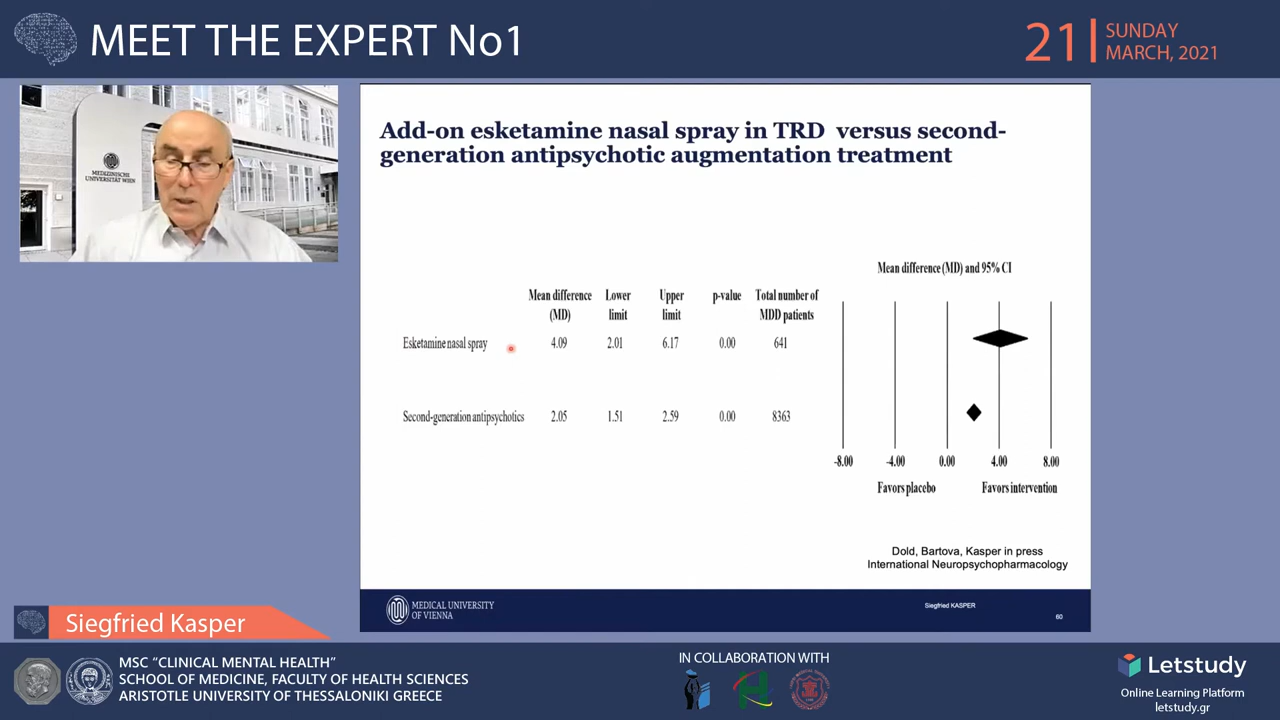 MEET THE EXPERT No1
21
SUNDAY
MARCH, 2021
MEDIZINISCHE
UNIVERSITÄT WIEN
Add-on esketamine nasal spray in TRD versus second-
generation antipsychotic augmentation treatment
Mean difference (MD) and 95% CI
Mean difference Lower Upper p-value Total number of
(MD) limit limit MDD patients
Esketamine nasal spray 4.09 2.01 6.17 0.00 641
Second-generation antipsychotics 2.05 1.51 2.59 0.00 8363
-8.00 -4.00 0.00 4.00 8.00
Favors placebo Favors intervention
Dold, Bartova, Kasper in press
International Neuropsychopharmacology
MEDICAL UNIVERSITY
OF VIENNA
Siegfried KASPER
60
Siegfried Kasper
MSC “CLINICAL MENTAL HEALTH”
SCHOOL OF MEDICINE, FACULTY OF HEALTH SCIENCES
ARISTOTLE UNIVERSITY OF THESSALONIKI GREECE
IN COLLABORATION WITH
Letstudy
Online Learning Platform
letstudy.gr